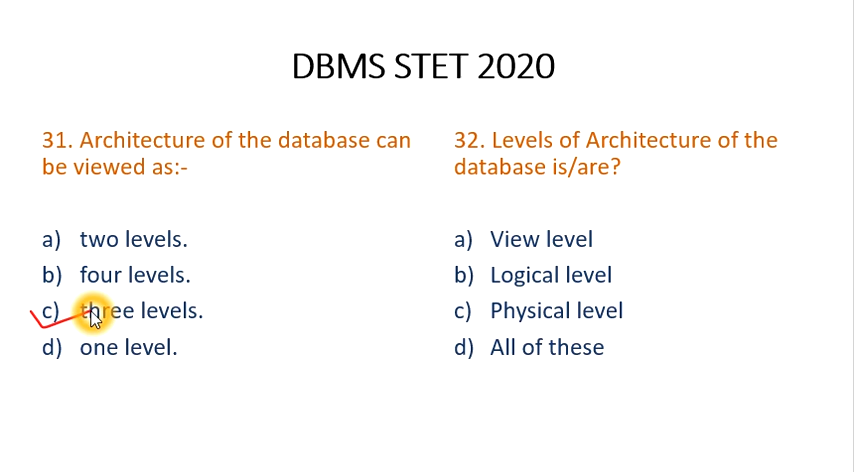 DBMS STET 2020
31. Architecture of the database can
be viewed as:-
a) two levels.
b) four levels.
c) three levels.
d) one level.
32. Levels of Architecture of the
database is/are?
a) View level
b) Logical level
c) Physical level
d) All of these